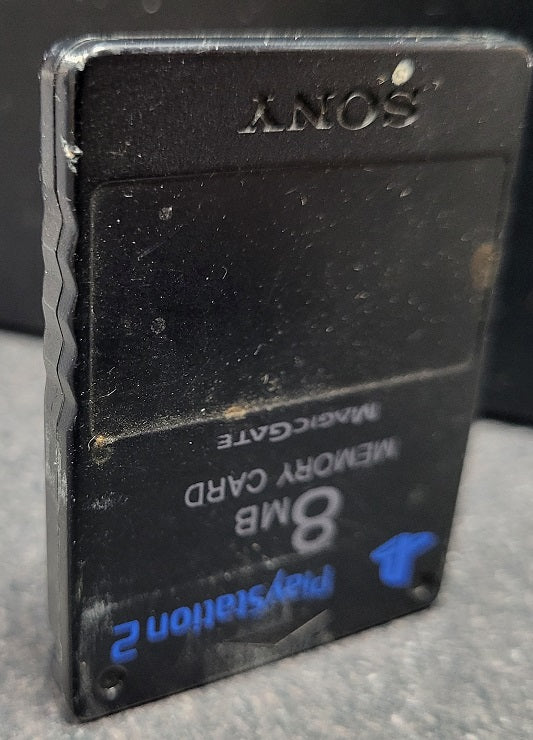 PlayStation 2
8MB
MEMORY CARD
MAGICGATE
SONY